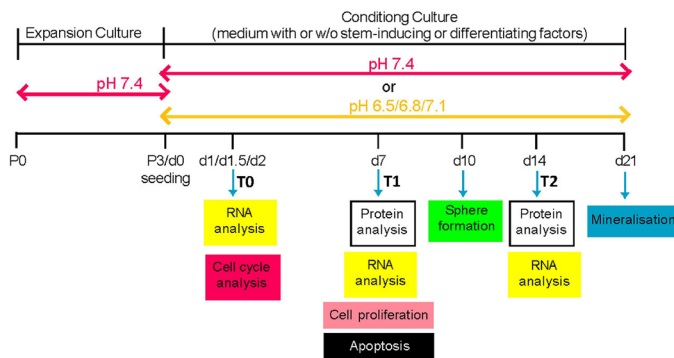 Conditiong Culture
Expansion Culture
(medium with or w/o stem-inducing or differentiating factors)
pH 7.4
pH 7.4
or
pH 6.5/6.8/7.1
P0
P3/d0
seeding
d1/d1.5/d2
d7
d10
d14
d21
T0
T1
T2
RNA
analysis
Cell cycle
analysis
Protein
analysis
RNA
analysis
Cell proliferation
Apoptosis
Sphere
formation
Protein
analysis
RNA
analysis
Mineralisation